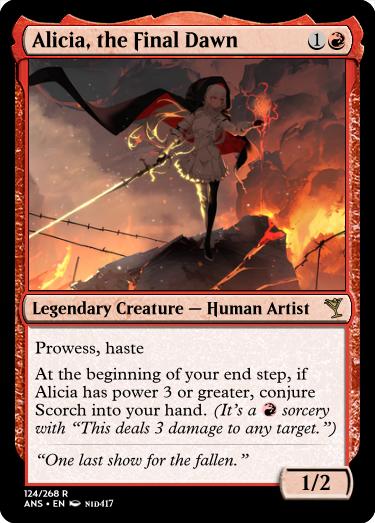 Alicia, the Final Dawn 1
Legendary Creature — Human Artist
Prowess, haste
At the beginning of your end step, if
Alicia has power 3 or greater, conjure
Scorch into your hand. (It's a sorcery
with “This deals 3 damage to any target.”)
“One last show for the fallen.”
1/2
124/268 R
ANS • EN NID417